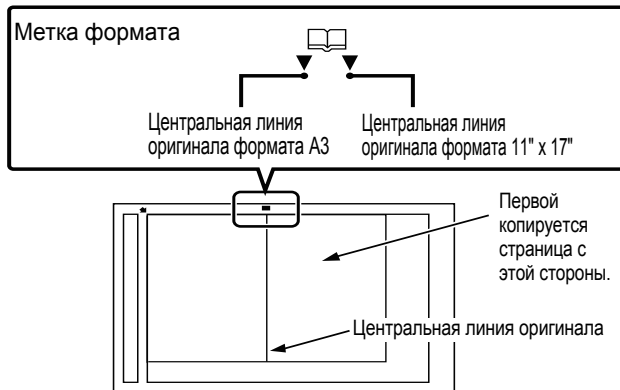 Метка формата
Центральная линия
оригинала формата A3
Центральная линия
оригинала формата 11" x 17"
Первой
копируется
страница с
этой стороны.
Центральная линия оригинала